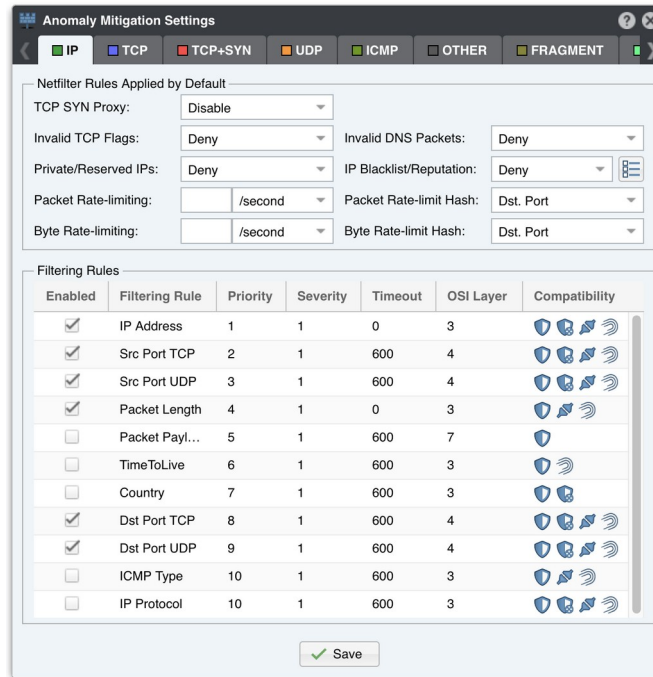 Anomaly Mitigation Settings
IP TCP TCP+SYN UDP ICMP OTHER FRAGMENT
Netfilter Rules Applied by Default
TCP SYN Proxy: Disable
Invalid TCP Flags: Deny Invalid DNS Packets: Deny
Private/Reserved IPs: Deny IP Blacklist/Reputation: Deny
Packet Rate-limiting: /second Packet Rate-limit Hash: Dst. Port
Byte Rate-limiting: /second Byte Rate-limit Hash: Dst. Port
Filtering Rules
Enabled Filtering Rule Priority Severity Timeout OSI Layer Compatibility
IP Address 1 1 0 3
Src Port TCP 2 1 600 4
Src Port UDP 3 1 600 4
Packet Length 4 1 0 3
Packet Payl... 5 1 600 7
TimeToLive 6 1 600 3
Country 7 1 600 3
Dst Port TCP 8 1 600 4
Dst Port UDP 9 1 600 4
ICMP Type 10 1 600 3
IP Protocol 10 1 600 3
Save